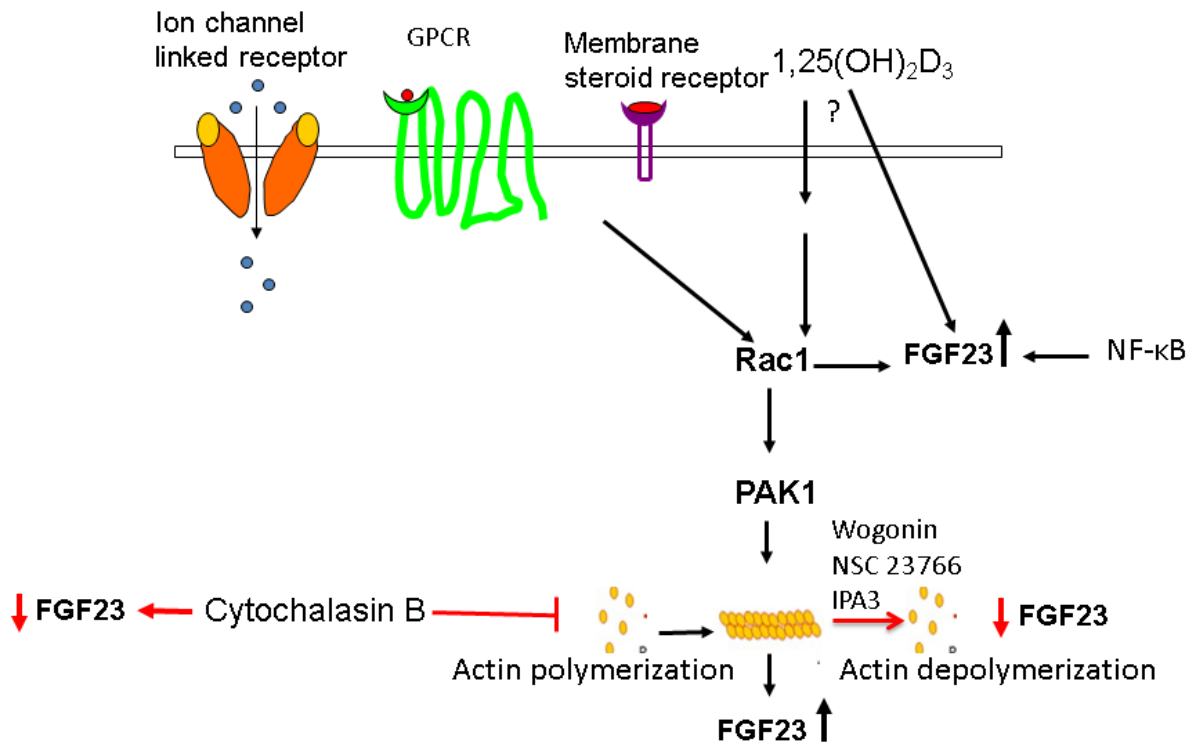 Ion channel
linked receptor
GPCR
Membrane
steroid receptor
1,25(OH)₂D₃
?
Rac1
FGF23
NF-κB
PAK1
Wogonin
NSC 23766
IPA3
FGF23
Cytochalasin B
FGF23
Actin polymerization
Actin depolymerization
FGF23